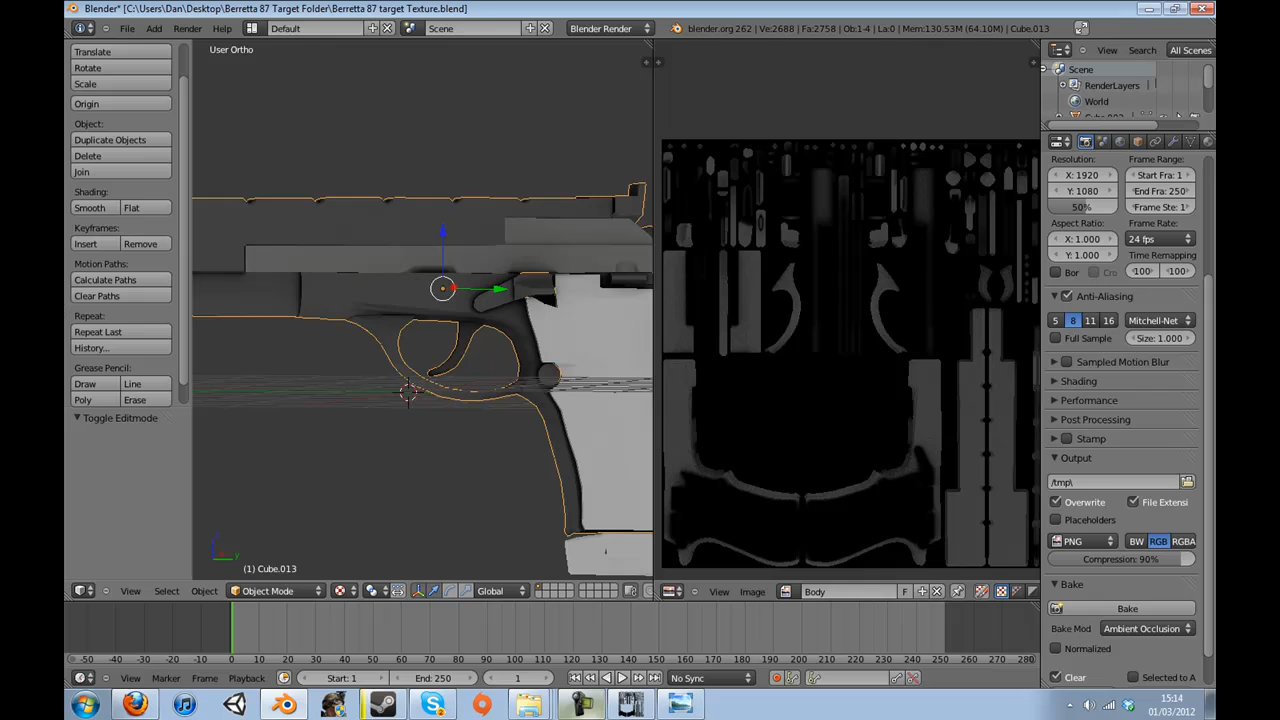 Blender* [C:\Users\Dan\Desktop\Berretta 87 Target Folder\Berretta 87 target Texture.blend]
File Add Render Window Help Default Scene Blender Render blender.org 262 | Ve:2688 | Fa:2758 | Ob:1-4 | La:0 | Mem:130.53M (64.10M) | Cube.013
Translate
Rotate
Scale
Origin
Object:
Duplicate Objects
Delete
Join
Shading:
Smooth Flat
Keyframes:
Insert Remove
Motion Paths:
Calculate Paths
Clear Paths
Repeat:
Repeat Last
History...
Grease Pencil:
Draw Line
Poly Erase
Toggle Editmode
User Ortho
(1) Cube.013
View Select Object Object Mode Global
View Image Body F
View Search All Scenes
Scene
RenderLayers
World
Resolution: Frame Range:
X: 1920 Start Fra: 1
Y: 1080 End Fra: 250
50% Frame Ste: 1
Aspect Ratio: Frame Rate:
X: 1.000 24 fps
Y: 1.000 Time Remapping
Bor Cro 100 100
Anti-Aliasing
5 8 11 16 Mitchell-Net
Full Sample Size: 1.000
Sampled Motion Blur
Shading
Performance
Post Processing
Stamp
Output
/tmp\
Overwrite File Extensi
Placeholders
PNG BW RGB RGBA
Compression: 90%
Bake
Bake
Bake Mod Ambient Occlusion
Normalized
Clear Selected to A
-50 -40 -30 -20 -10 0 10 20 30 40 50 60 70 80 90 100 110 120 130 140 150 160 170 180 190 200 210 220 230 240 250 260 270 280
View Marker Frame Playback Start: 1 End: 250 1 No Sync
15:14
01/03/2012